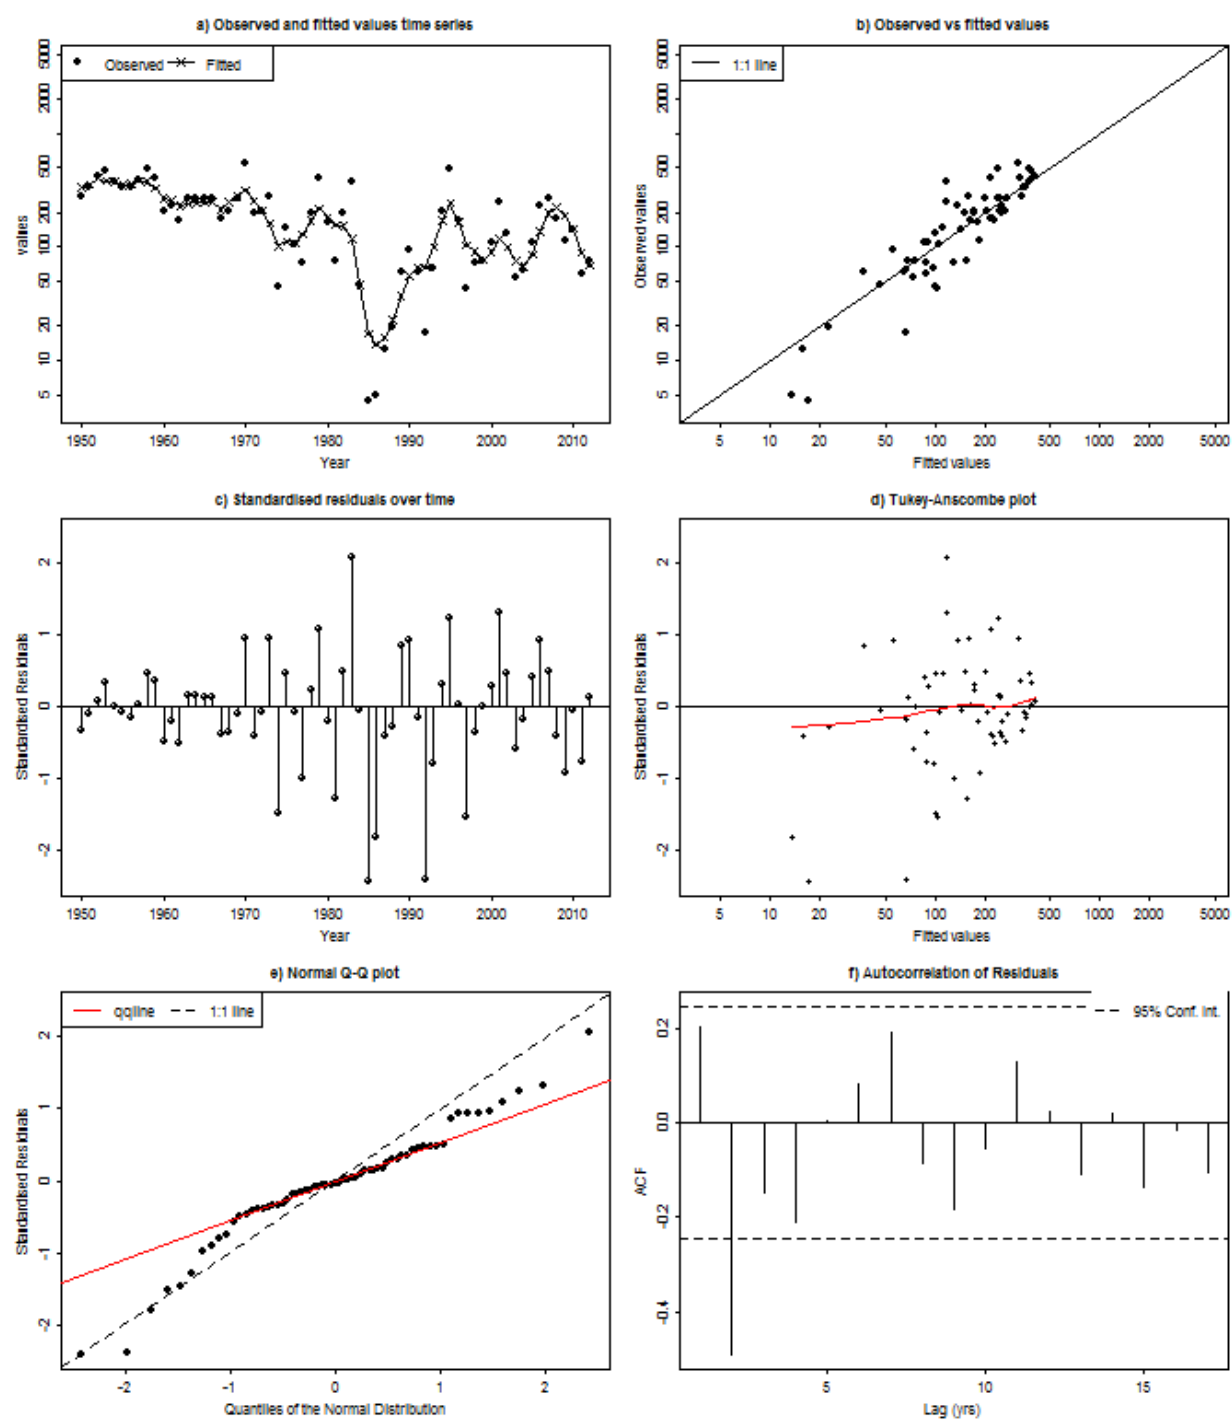 a) Observed and fitted values time series
Observed Fitted
values
5000
2000
500
200
100
50
20
10
5
1950 1960 1970 1980 1990 2000 2010
Year
b) Observed vs fitted values
1:1 line
Observed values
5000
2000
500
200
100
50
20
10
5
5 10 20 50 100 200 500 1000 2000 5000
Fitted values
c) Standardised residuals over time
Standardised Residuals
2
1
0
-1
-2
1950 1960 1970 1980 1990 2000 2010
Year
d) Tukey-Anscombe plot
Standardised Residuals
2
1
0
-1
-2
5 10 20 50 100 200 500 1000 2000 5000
Fitted values
e) Normal Q-Q plot
qqline 1:1 line
Standardised Residuals
2
1
0
-1
-2
-2 -1 0 1 2
Quantiles of the Normal Distribution
f) Autocorrelation of Residuals
95% Conf. Int.
ACF
0.2
0.0
-0.2
-0.4
5 10 15
Lag (yrs)